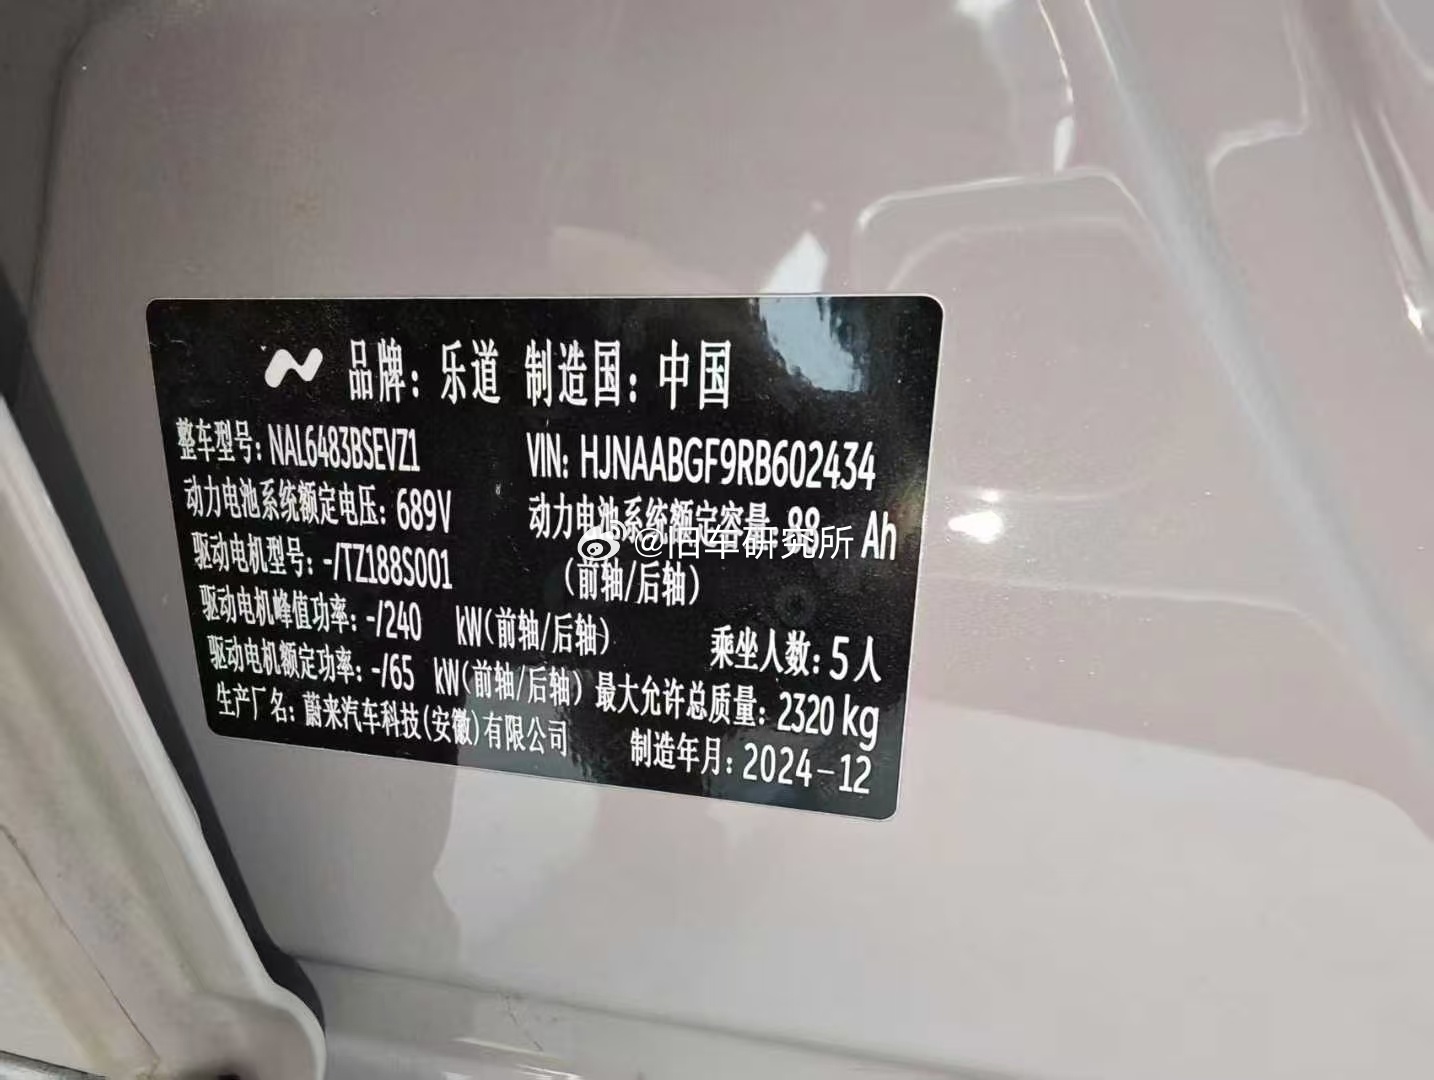 品牌：乐道 制造国：中国
整车型号：NAL6483BSEVZ1 VIN：HJNAABGF9RB602434
动力电池系统额定电压：689V 动力电池系统额定容量：88 Ah
@旧车研究所
驱动电机型号：-/TZ188S001 （前轴/后轴）
驱动电机峰值功率：-/240 kW（前轴/后轴） 乘坐人数：5人
驱动电机额定功率：-/65 kW（前轴/后轴） 最大允许总质量：2320 kg
生产厂名：蔚来汽车科技（安徽）有限公司 制造年月：2024-12